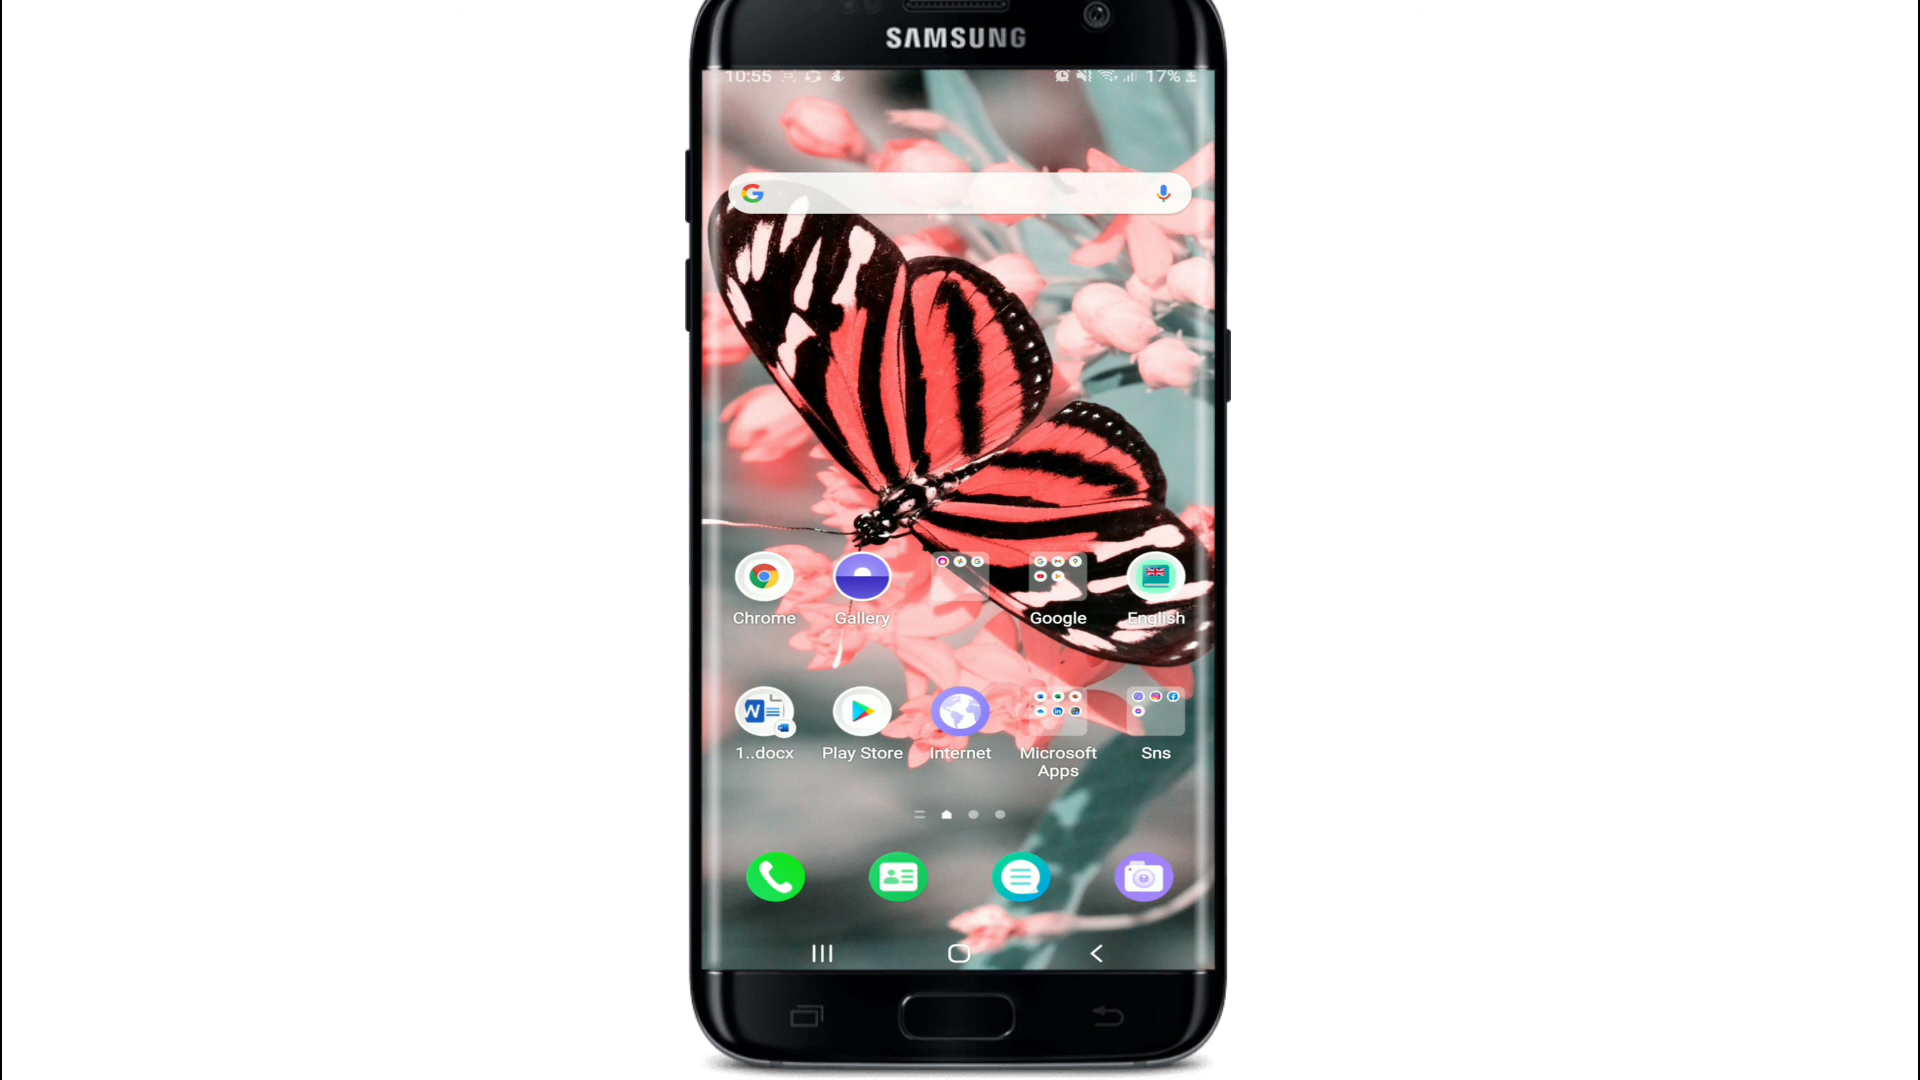 SAMSUNG
10:55
17%
Chrome
Gallery
Google
English
1..docx
Play Store
Internet
Microsoft
Apps
Sns